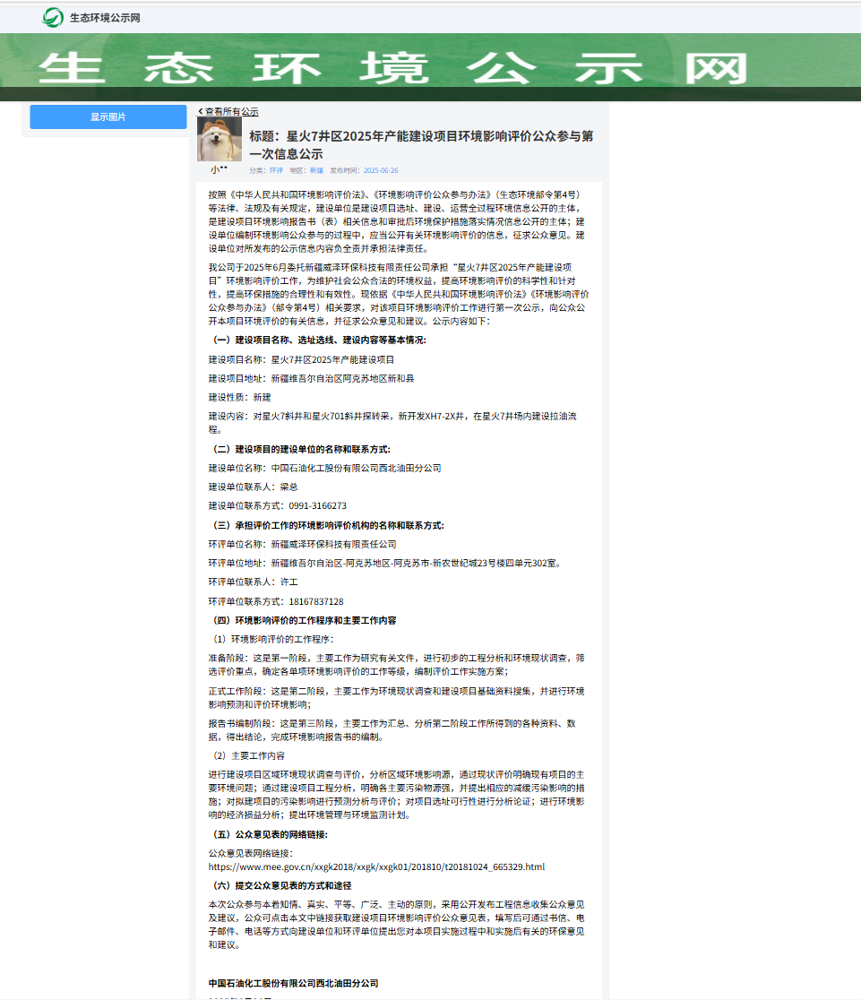 生态环境公示网
生态环境公示网
显示图片
查看所有公示
标题：星火7井区2025年产能建设项目环境影响评价公众参与第
一次信息公示
小**
分类：环评 地区：新疆 发布时间：2025-06-26
按照《中华人民共和国环境影响评价法》、《环境影响评价公众参与办法》（生态环境部令第4号）
等法律、法规及有关规定，建设单位是建设项目选址、建设、运营全过程环境信息公开的主体，
是建设项目环境影响报告书（表）相关信息和审批后环境保护措施落实情况信息公开的主体；建
设单位编制环境影响公众参与的过程中，应当公开有关环境影响评价的信息，征求公众意见。建
设单位对所发布的公示信息内容负全责并承担法律责任。
我公司于2025年6月委托新疆威泽环保科技有限责任公司承担“星火7井区2025年产能建设项
目”环境影响评价工作，为维护社会公众合法的环境权益，提高环境影响评价的科学性和针对
性，提高环保措施的合理性和有效性。现依据《中华人民共和国环境影响评价法》《环境影响评价
公众参与办法》（部令第4号）相关要求，对该项目环境影响评价工作进行第一次公示，向公众公
开本项目环境评价的有关信息，并征求公众意见和建议。公示内容如下：
（一）建设项目名称、选址选线、建设内容等基本情况:
建设项目名称：星火7井区2025年产能建设项目
建设项目地址：新疆维吾尔自治区阿克苏地区新和县
建设性质：新建
建设内容：对星火7斜井和星火701斜井探转采，新开发XH7-2X井，在星火7井场内建设拉油流
程。
（二）建设项目的建设单位的名称和联系方式:
建设单位名称：中国石油化工股份有限公司西北油田分公司
建设单位联系人：梁总
建设单位联系方式：0991-3166273
（三）承担评价工作的环境影响评价机构的名称和联系方式:
环评单位名称：新疆威泽环保科技有限责任公司
环评单位地址：新疆维吾尔自治区-阿克苏地区-阿克苏市-新农世纪城23号楼四单元302室。
环评单位联系人：许工
环评单位联系方式：18167837128
（四）环境影响评价的工作程序和主要工作内容
（1）环境影响评价的工作程序：
准备阶段：这是第一阶段，主要工作为研究有关文件，进行初步的工程分析和环境现状调查，筛
选评价重点，确定各单项环境影响评价的工作等级，编制评价工作实施方案；
正式工作阶段：这是第二阶段，主要工作为环境现状调查和建设项目基础资料搜集，并进行环境
影响预测和评价环境影响；
报告书编制阶段：这是第三阶段，主要工作为汇总、分析第二阶段工作所得到的各种资料、数
据，得出结论，完成环境影响报告书的编制。
（2）主要工作内容
进行建设项目区域环境现状调查与评价，分析区域环境影响源，通过现状评价明确现有项目的主
要环境问题；通过建设项目工程分析，明确各主要污染物源强，并提出相应的减缓污染影响的措
施；对拟建项目的污染影响进行预测分析与评价；对项目选址可行性进行分析论证；进行环境影
响的经济损益分析；提出环境管理与环境监测计划。
（五）公众意见表的网络链接:
公众意见表网络链接：
https://www.mee.gov.cn/xxgk2018/xxgk/xxgk01/201810/t20181024_665329.html
（六）提交公众意见表的方式和途径
本次公众参与本着知情、真实、平等、广泛、主动的原则，采用公开发布工程信息收集公众意见
及建议，公众可点击本文中链接获取建设项目环境影响评价公众意见表，填写后可通过书信、电
子邮件、电话等方式向建设单位和环评单位提出您对本项目实施过程中和实施后有关的环保意见
和建议。
中国石油化工股份有限公司西北油田分公司